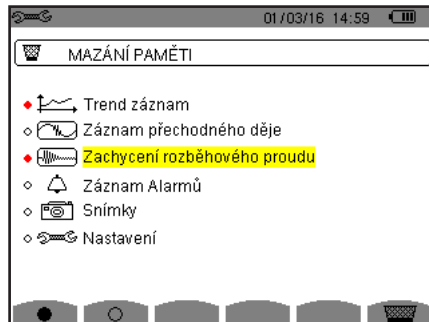 01/03/16 14:59
MAZÁNÍ PAMĚTI
Trend záznam
Záznam přechodného děje
Zachycení rozběhového proudu
Záznam Alarmů
Snímky
Nastavení